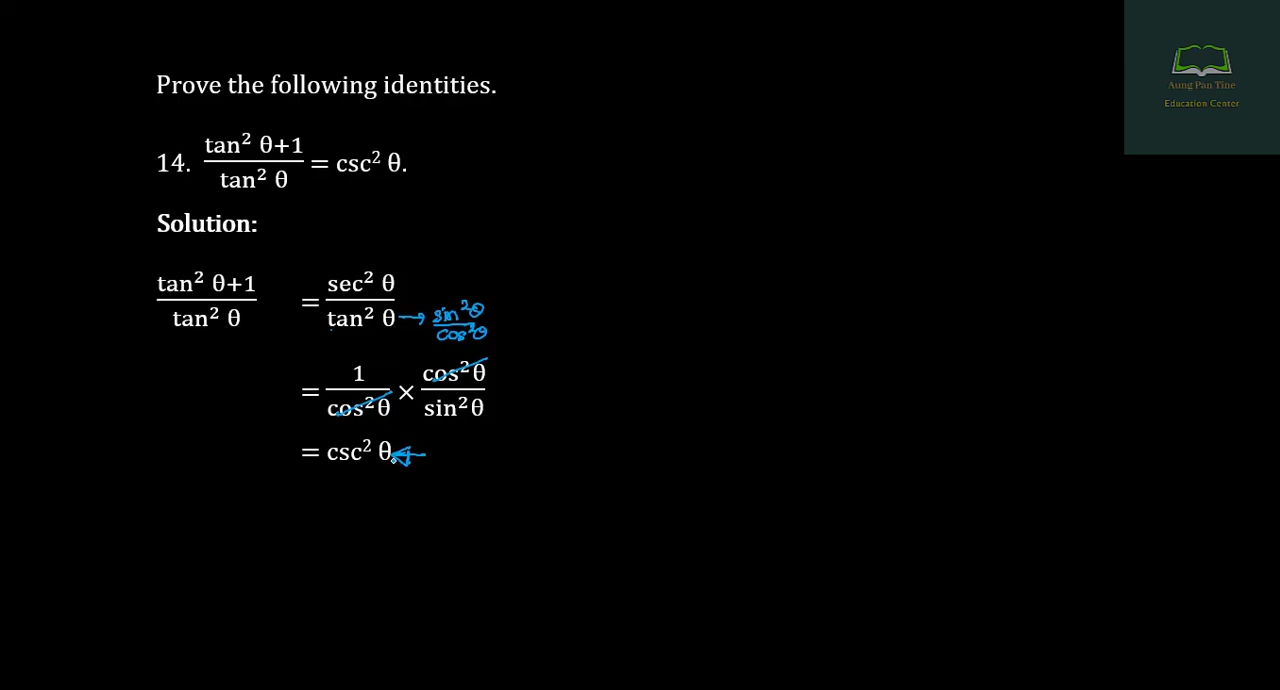 Aung Pan Tine
Education Center
Prove the following identities.
14. tan² θ+1 / tan² θ = csc² θ.
Solution:
tan² θ+1 / tan² θ = sec² θ / tan² θ → sin²θ / cos²θ
= 1 / cos²θ × cos²θ / sin²θ
= csc² θ